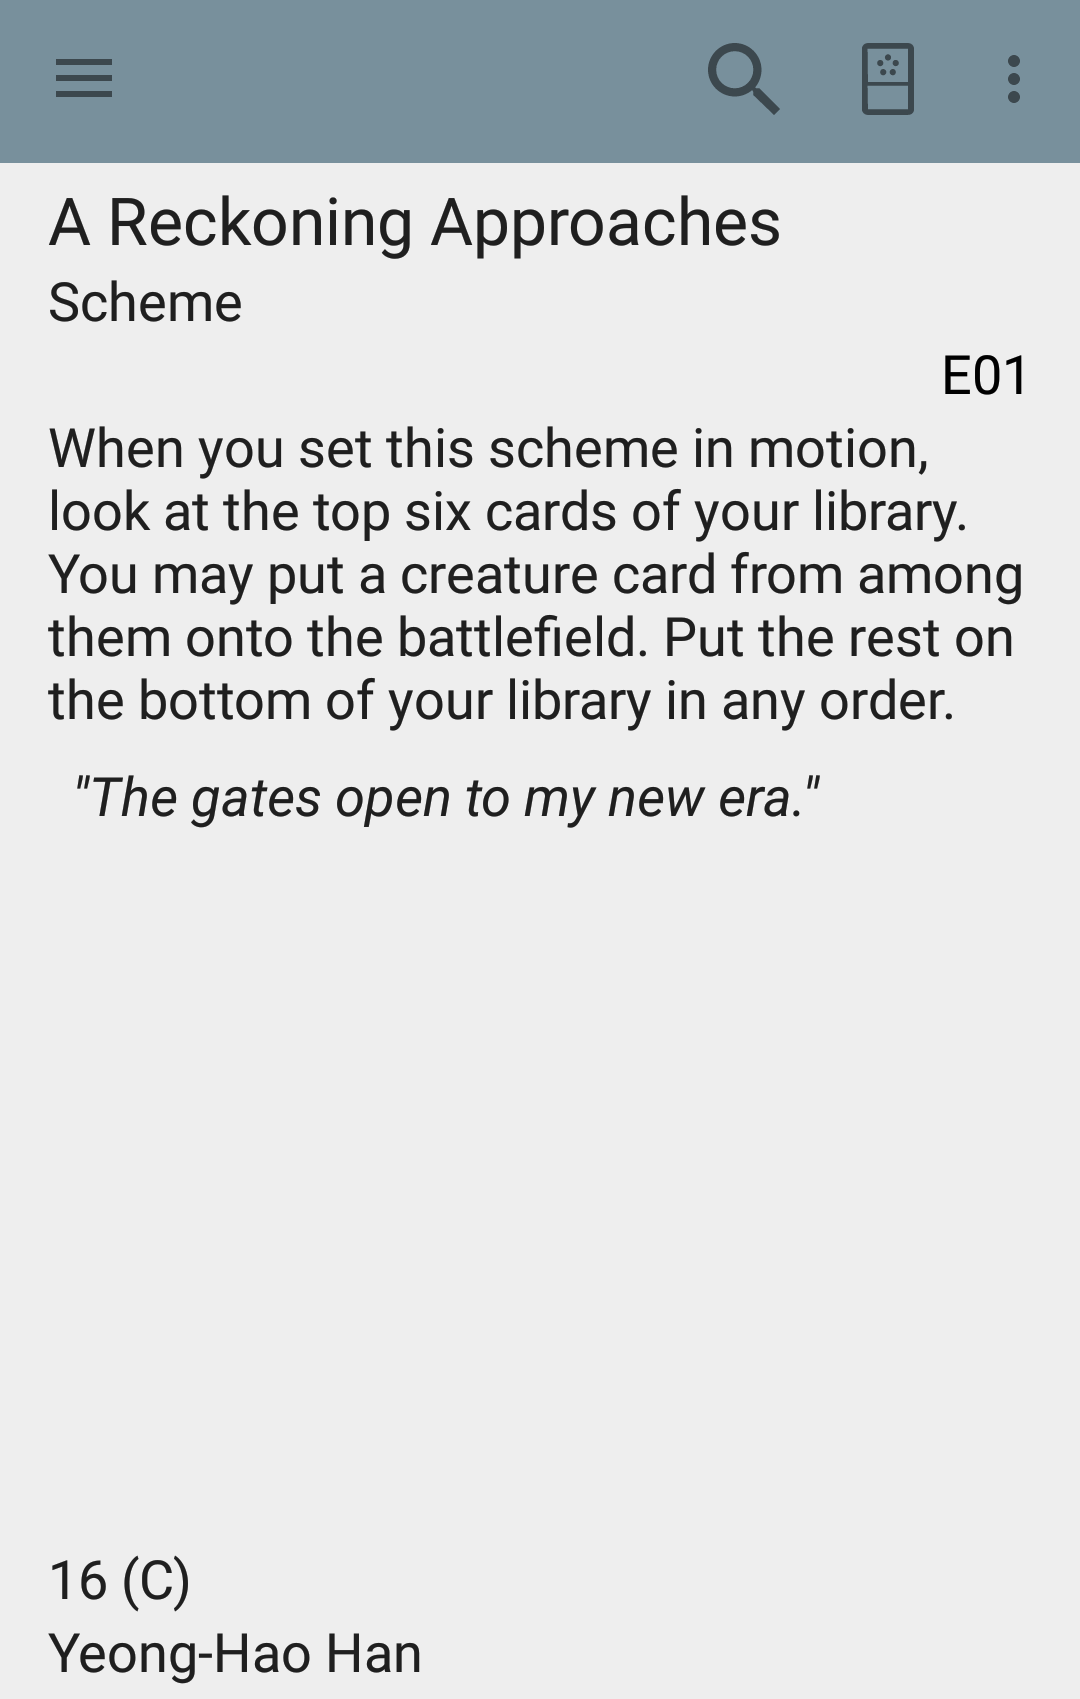 A Reckoning Approaches
Scheme
E01
When you set this scheme in motion,
look at the top six cards of your library.
You may put a creature card from among
them onto the battlefield. Put the rest on
the bottom of your library in any order.
"The gates open to my new era."
16 (C)
Yeong-Hao Han